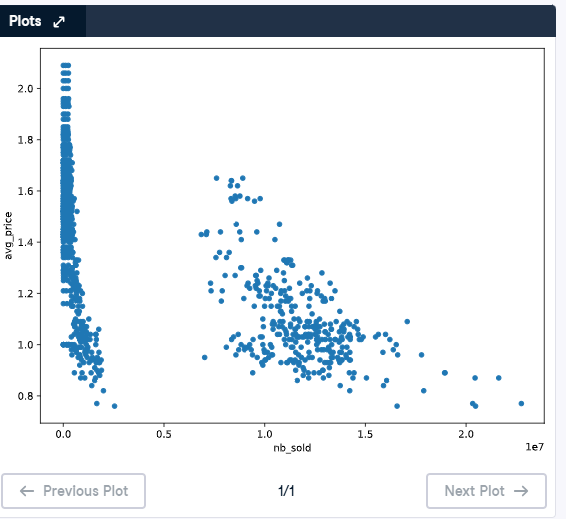 Plots
2.0
1.8
1.6
1.4
1.2
1.0
0.8
avg_price
0.0 0.5 1.0 1.5 2.0
1e7
nb_sold
← Previous Plot 1/1 Next Plot →